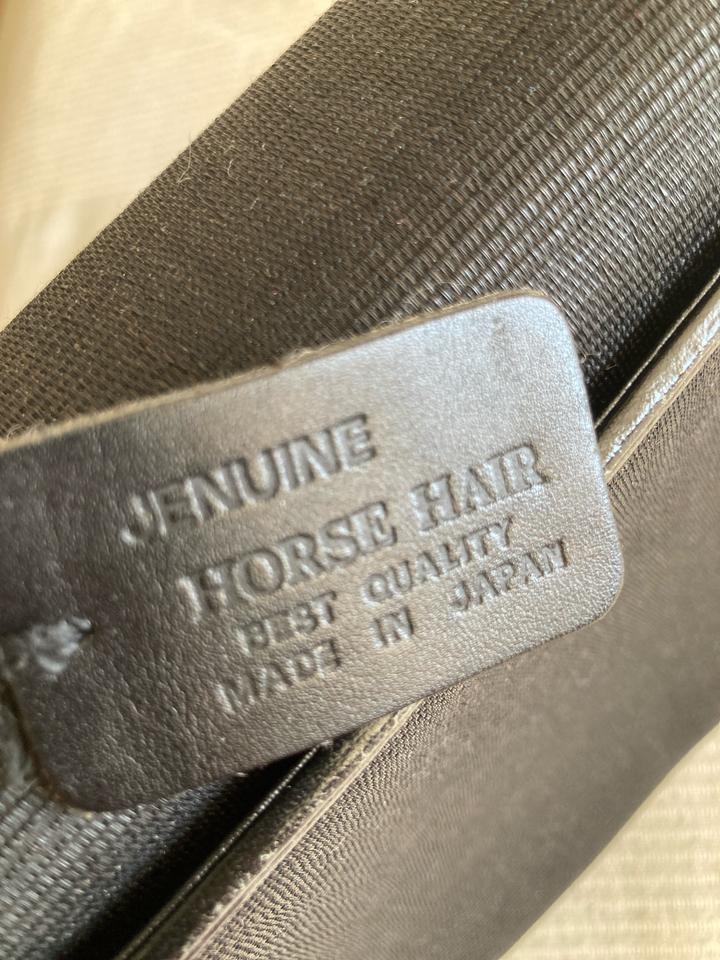 JENUINE
HORSE HAIR
BEST QUALITY
MADE IN JAPAN